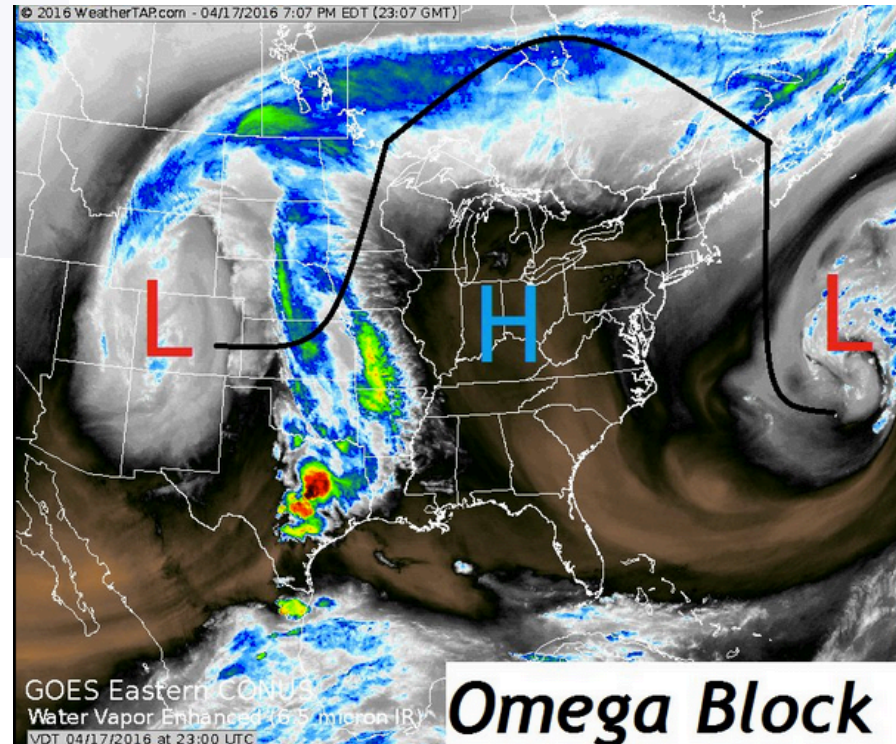 © 2016 WeatherTAP.com - 04/17/2016 7:07 PM EDT (23:07 GMT)
L
H
L
GOES Eastern CONUS
Water Vapor Enhanced (6.5 micron IR)
VDT 04/17/2016 at 23:00 UTC
Omega Block